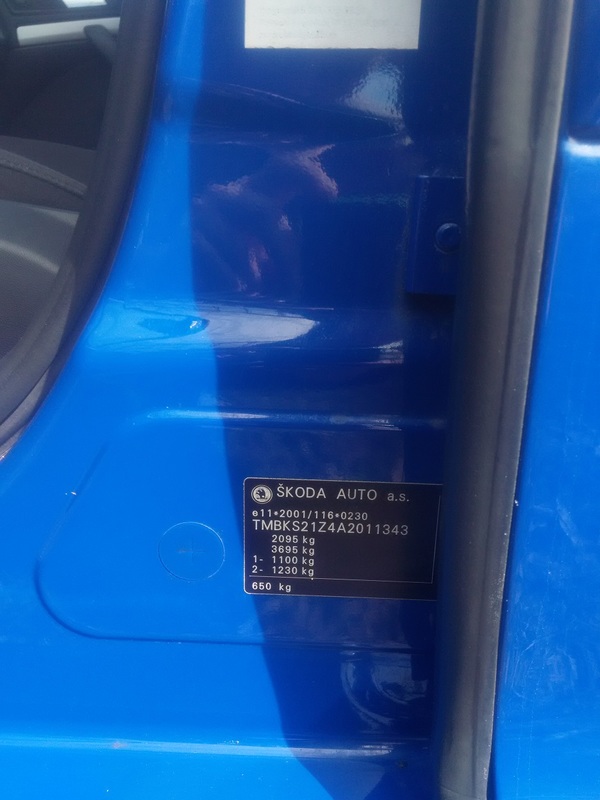 ŠKODA AUTO a.s.
e11*2001/116*0230
TMBKS21Z4A2011343
2095 kg
3695 kg
1- 1100 kg
2- 1230 kg
650 kg